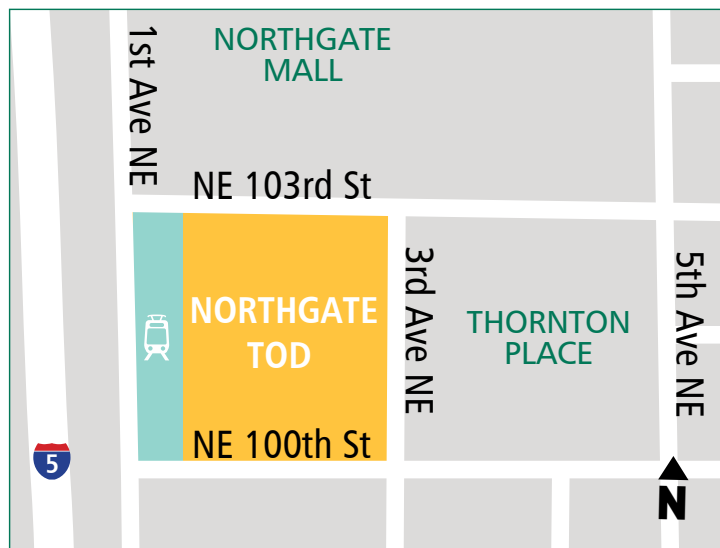 1st Ave NE
NORTHGATE
MALL
NE 103rd St
NORTHGATE
TOD
3rd Ave NE
THORNTON
PLACE
5th Ave NE
NE 100th St
5
N